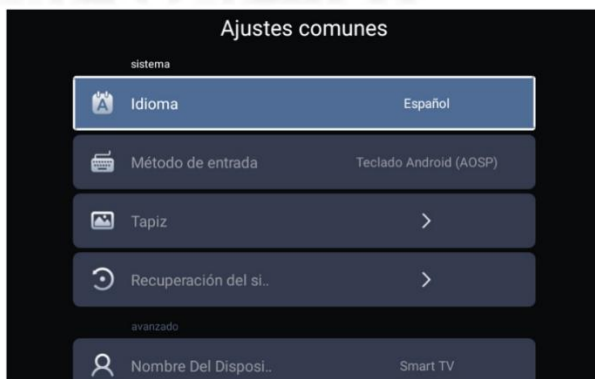 Ajustes comunes
sistema
Idioma Español
Método de entrada Teclado Android (AOSP)
Tapiz
Recuperación del si..
avanzado
Nombre Del Disposi.. Smart TV